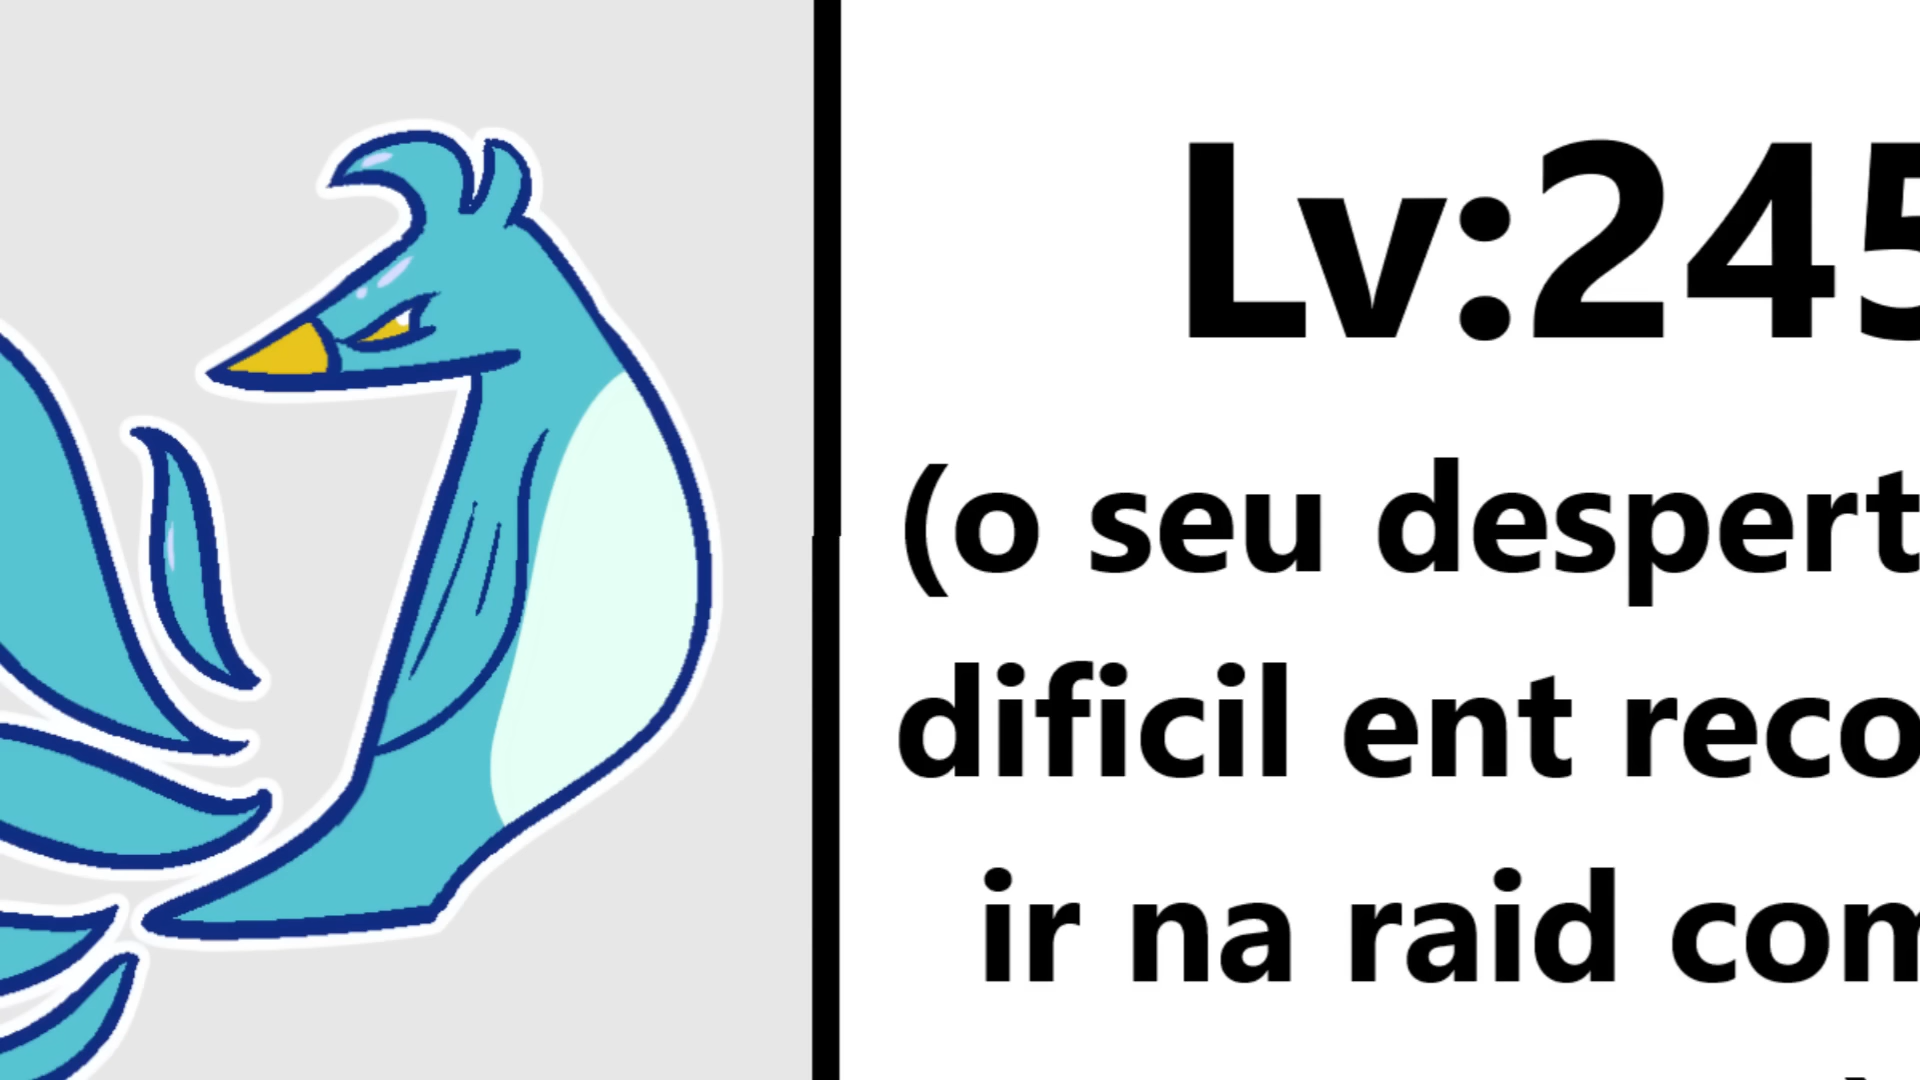 Lv:245
(o seu despert
dificil ent reco
ir na raid com